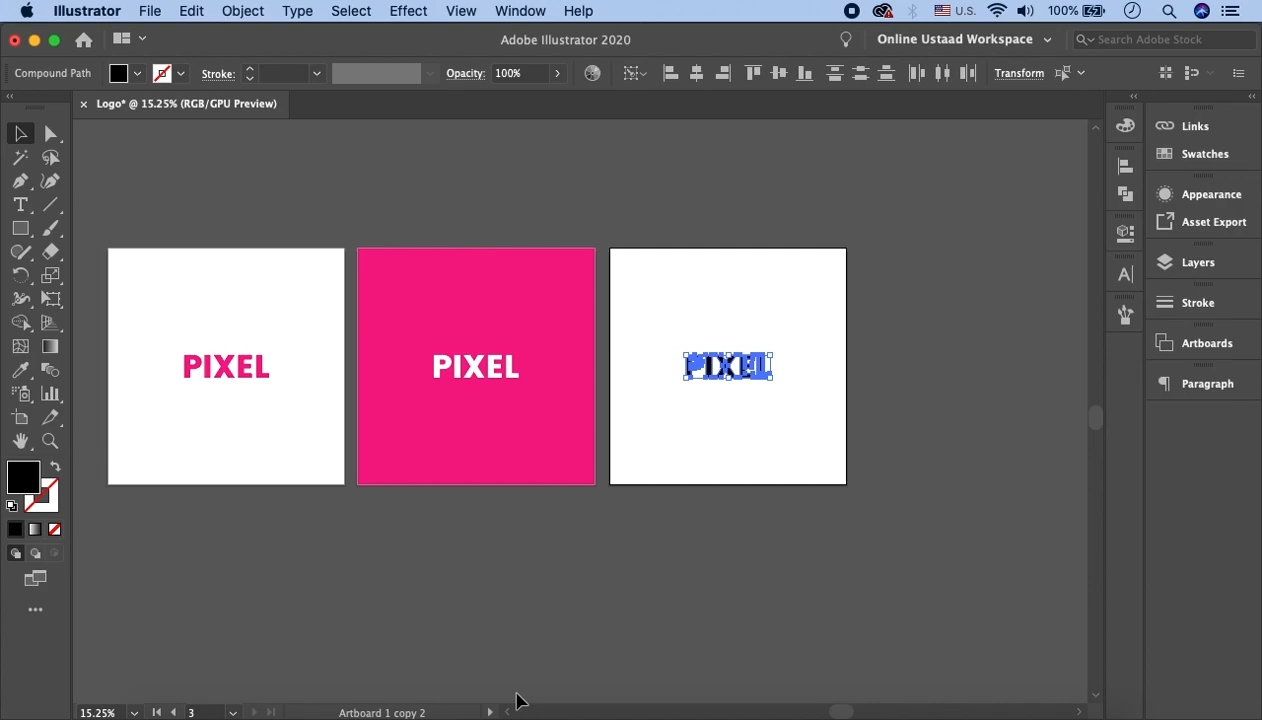 Illustrator File Edit Object Type Select Effect View Window Help U.S. 100%
Adobe Illustrator 2020 Online Ustaad Workspace Search Adobe Stock
Compound Path Stroke: Opacity: 100% Transform
× Logo* @ 15.25% (RGB/GPU Preview)
Links
Swatches
Appearance
Asset Export
Layers
Stroke
Artboards
Paragraph
PIXEL PIXEL PIXEL
15.25% 3 Artboard 1 copy 2